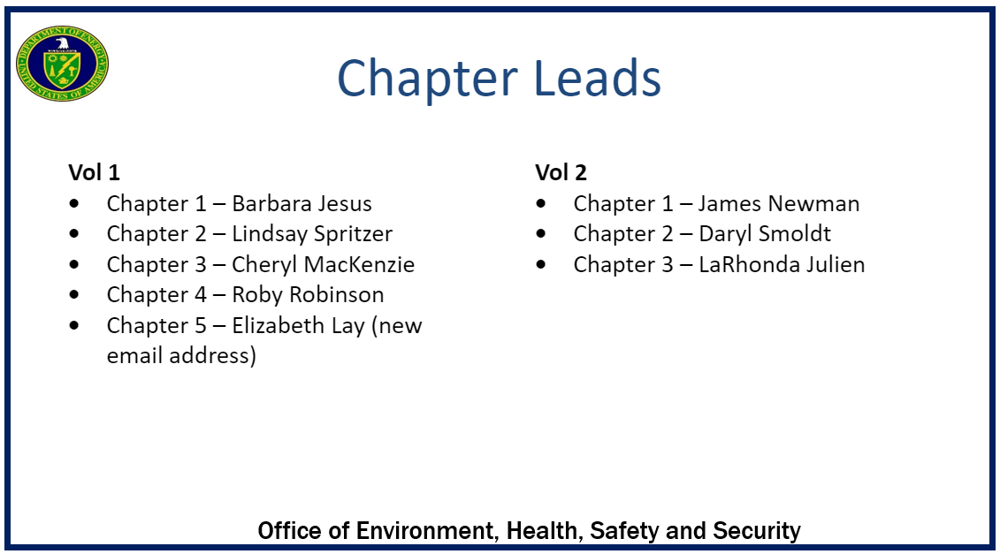 DEPARTMENT OF ENERGY
UNITED STATES OF AMERICA
Chapter Leads
Vol 1
• Chapter 1 – Barbara Jesus
• Chapter 2 – Lindsay Spritzer
• Chapter 3 – Cheryl MacKenzie
• Chapter 4 – Roby Robinson
• Chapter 5 – Elizabeth Lay (new
email address)
Vol 2
• Chapter 1 – James Newman
• Chapter 2 – Daryl Smoldt
• Chapter 3 – LaRhonda Julien
Office of Environment, Health, Safety and Security